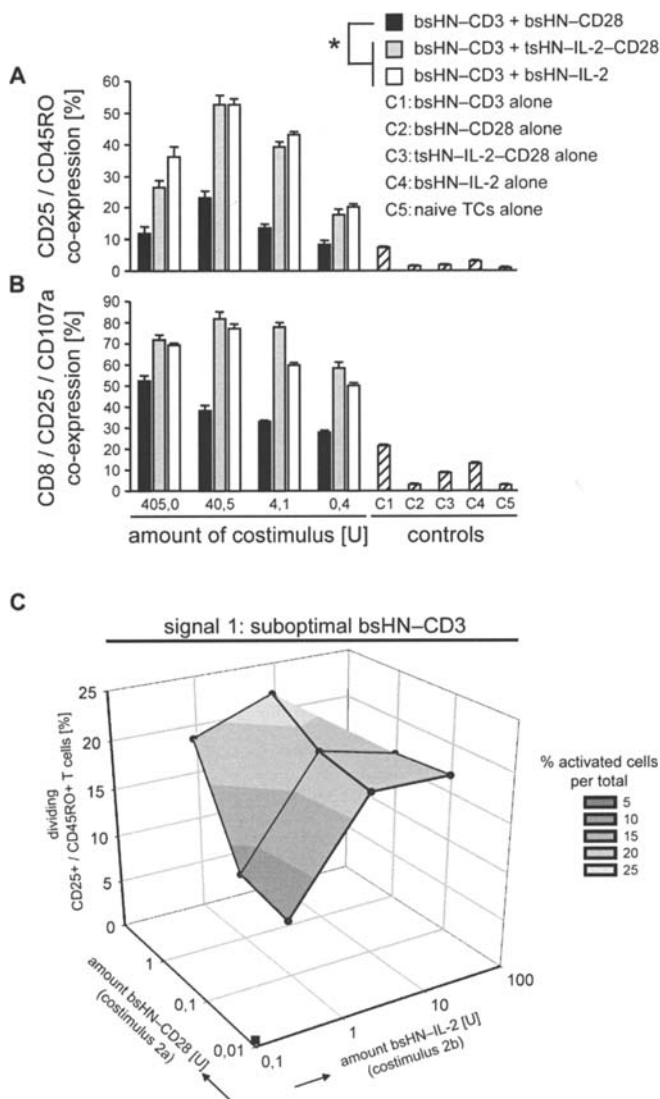 * bsHN–CD3 + bsHN–CD28
bsHN–CD3 + tsHN–IL-2–CD28
bsHN–CD3 + bsHN–IL-2
C1: bsHN–CD3 alone
C2: bsHN–CD28 alone
C3: tsHN–IL-2–CD28 alone
C4: bsHN–IL-2 alone
C5: naive TCs alone
A
CD25 / CD45RO
co-expression [%]
60
50
40
30
20
10
0
B
CD8 / CD25 / CD107a
co-expression [%]
90
80
70
60
50
40
30
20
10
0
405,0 40,5 4,1 0,4 C1 C2 C3 C4 C5
amount of costimulus [U] controls
C
signal 1: suboptimal bsHN–CD3
25
20
15
10
5
0
dividing
CD25+ / CD45RO+ T cells [%]
% activated cells
per total
5
10
15
20
25
1
0,1
0,01
amount bsHN–CD28 [U]
(costimulus 2a)
0,1
1
10
100
amount bsHN–IL-2 [U]
(costimulus 2b)